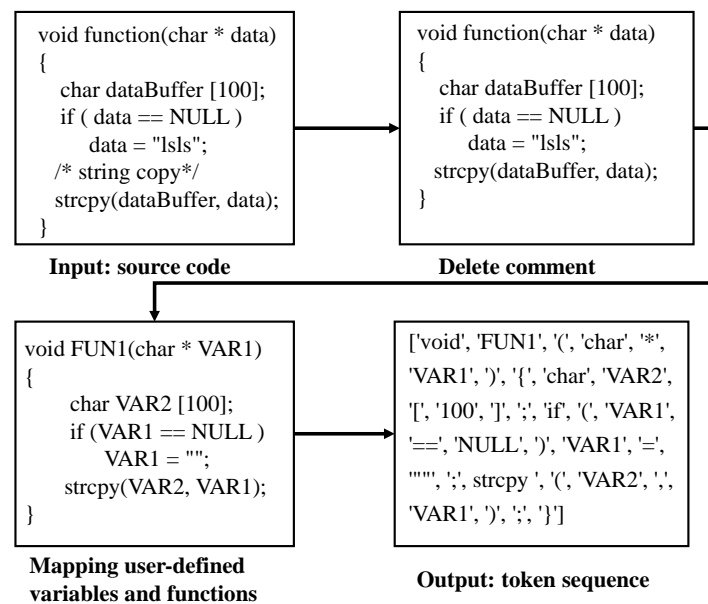 void function(char * data)
{
char dataBuffer [100];
if ( data == NULL )
data = "lsls";
/* string copy*/
strcpy(dataBuffer, data);
}
Input: source code
void function(char * data)
{
char dataBuffer [100];
if ( data == NULL )
data = "lsls";
strcpy(dataBuffer, data);
}
Delete comment
void FUN1(char * VAR1)
{
char VAR2 [100];
if (VAR1 == NULL )
VAR1 = "";
strcpy(VAR2, VAR1);
}
Mapping user-defined
variables and functions
['void', 'FUN1', '(', 'char', '*',
'VAR1', ')', '{', 'char', 'VAR2',
'[', '100', ']', ';', 'if', '(', 'VAR1',
'==', 'NULL', ')', 'VAR1', '=',
'""', ';', strcpy ', '(', 'VAR2', ',',
'VAR1', ')', ';', '}']
Output: token sequence